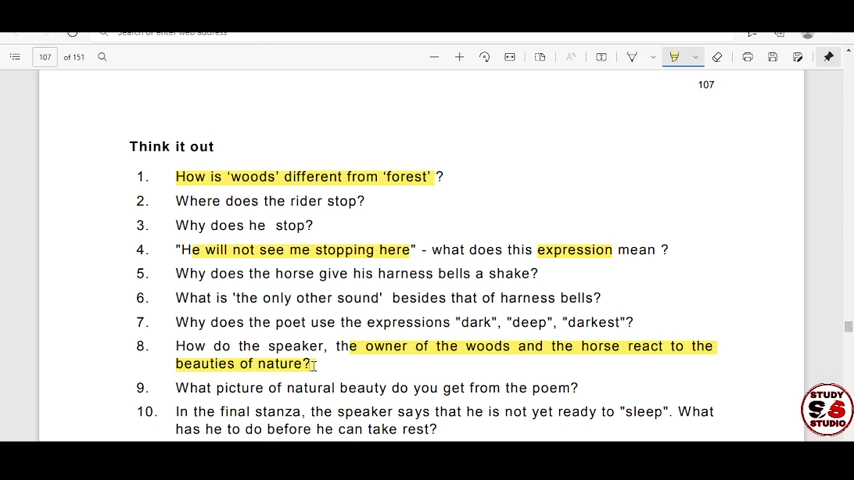 Search or enter web address
107 of 151
107
Think it out
1. How is ‘woods’ different from ‘forest’ ?
2. Where does the rider stop?
3. Why does he stop?
4. "He will not see me stopping here" - what does this expression mean ?
5. Why does the horse give his harness bells a shake?
6. What is 'the only other sound' besides that of harness bells?
7. Why does the poet use the expressions "dark", "deep", "darkest"?
8. How do the speaker, the owner of the woods and the horse react to the
beauties of nature?
9. What picture of natural beauty do you get from the poem?
10. In the final stanza, the speaker says that he is not yet ready to "sleep". What
has he to do before he can take rest?
STUDY
SS
STUDIO